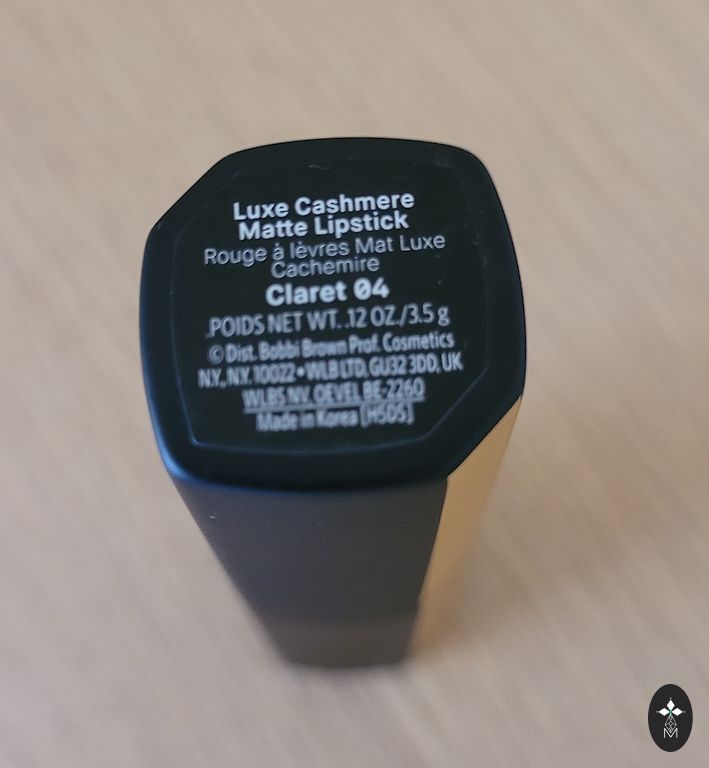 Luxe Cashmere
Matte Lipstick
Rouge à lèvres Mat Luxe
Cachemire
Claret 04
POIDS NET WT. .12 OZ./3.5 g
© Dist. Bobbi Brown Prof. Cosmetics
N.Y., N.Y. 10022 • WLB LTD, GU32 3DD, UK
WLBS NV, OEVEL BE-2260
Made in Korea [H5DS]
M